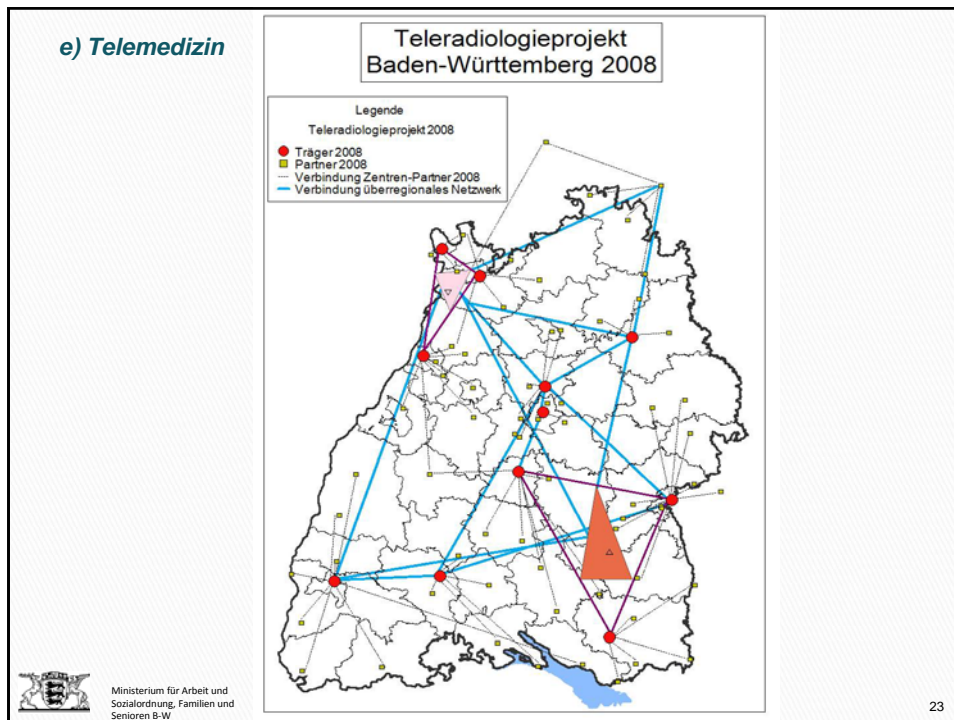 e) Telemedizin
Teleradiologieprojekt
Baden-Württemberg 2008
Legende
Teleradiologieprojekt 2008
Träger 2008
Partner 2008
Verbindung Zentren-Partner 2008
Verbindung überregionales Netzwerk
Ministerium für Arbeit und
Sozialordnung, Familien und
Senioren B-W
23